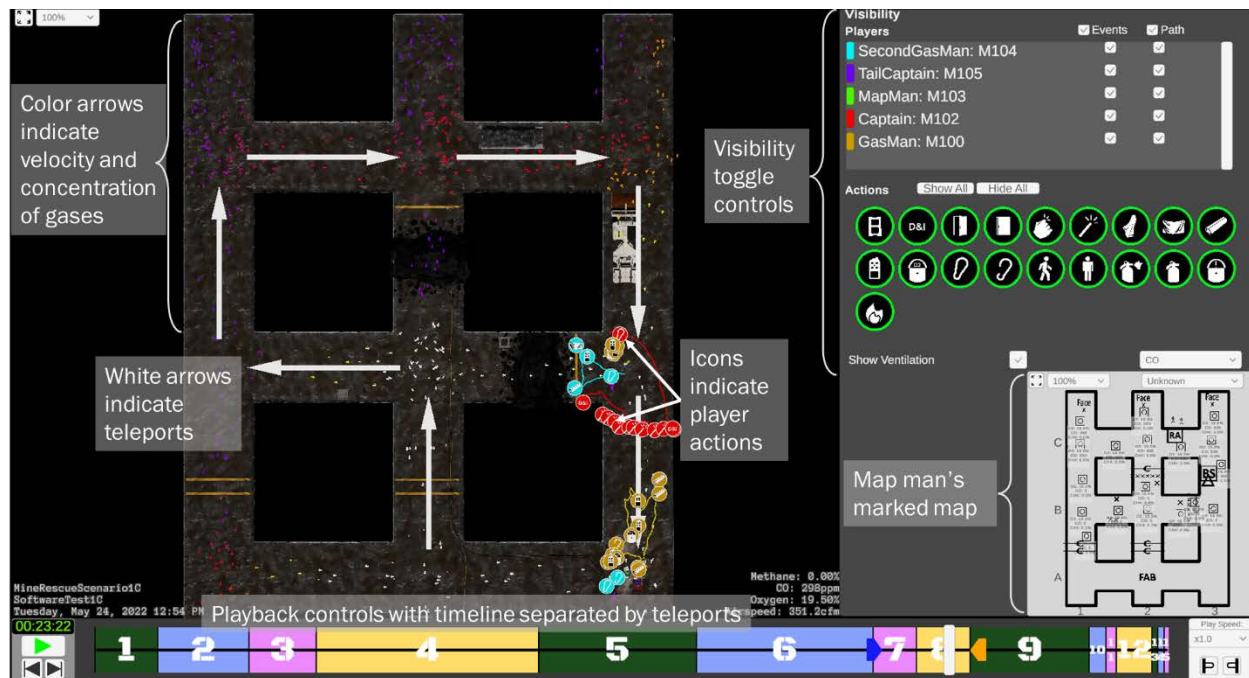 100%
Color arrows
indicate
velocity and
concentration
of gases
White arrows
indicate
teleports
Icons
indicate
player
actions
Visibility
toggle
controls
Map man's
marked map
Visibility
Players
Events
Path
SecondGasMan: M104
TailCaptain: M105
MapMan: M103
Captain: M102
GasMan: M100
Actions
Show All
Hide All
D&I
Show Ventilation
CO
100%
Unknown
Face
Face
Face
C
RA
BS
B
A
FAB
1
2
3
MineRescueScenario1C
SoftwareTest1C
Tuesday, May 24, 2022 12:54 PM
Methane: 0.00%
CO: 298ppm
Oxygen: 19.50%
Airspeed: 351.2cfm
Playback controls with timeline separated by teleports
00:23:22
1 2 3 4 5 6 7 8 9 10 11 12
Play Speed:
x1.0